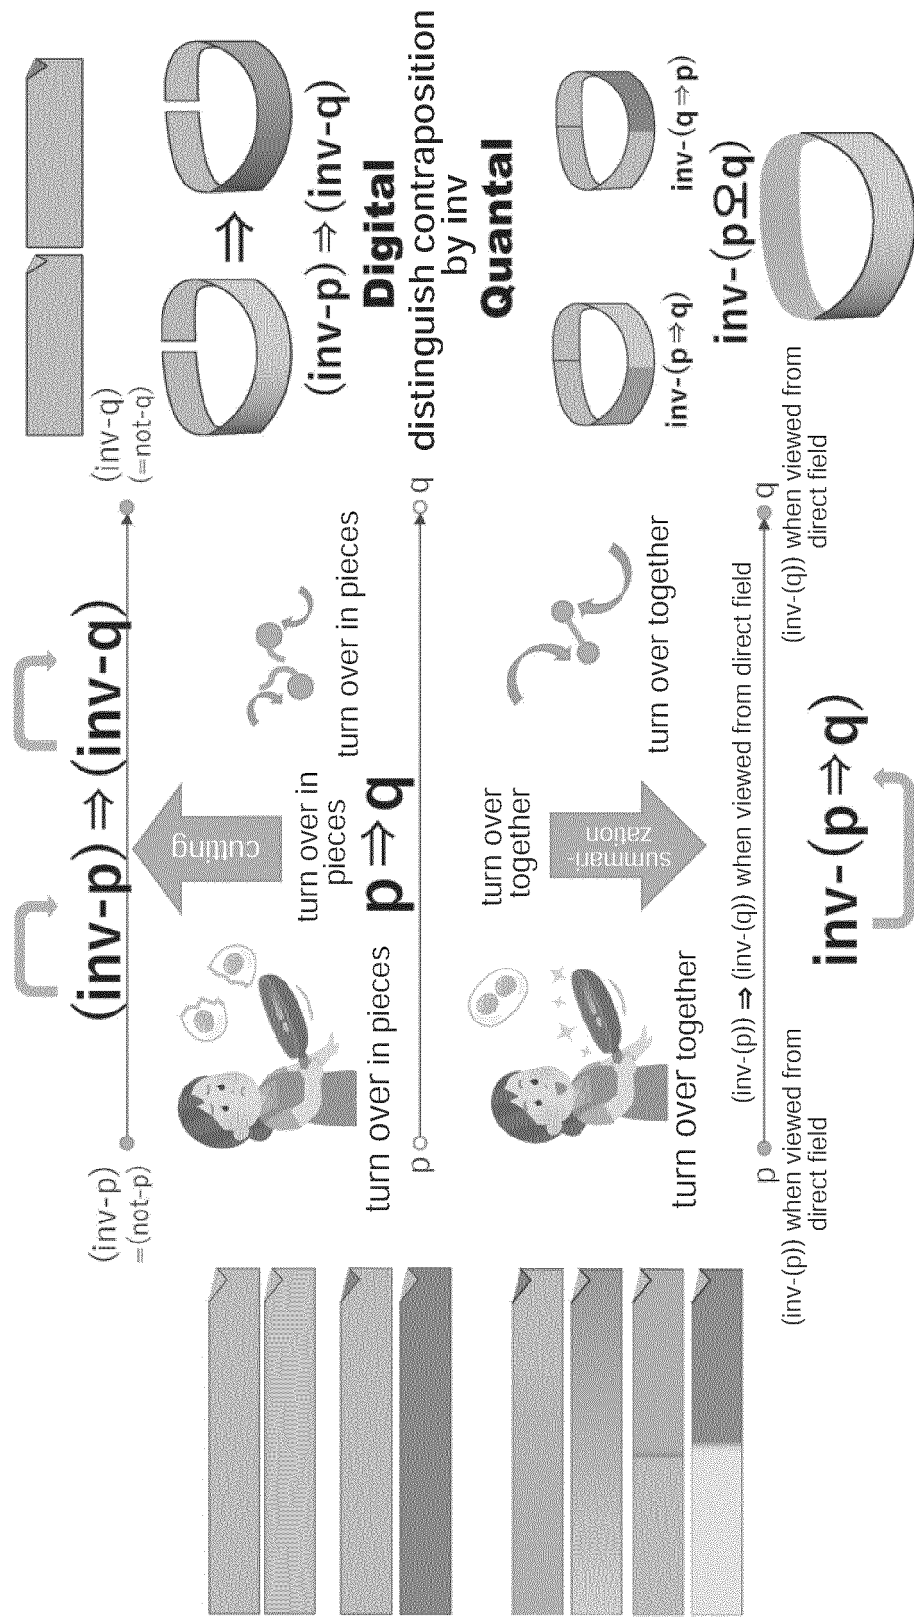 (inv-p) ⇒ (inv-q)
(inv-p)
=(not-p)
(inv-q)
(=not-q)
cutting
turn over in
pieces
turn over in pieces
turn over in pieces
(inv-p) ⇒ (inv-q)
Digital
distinguish contraposition
by inv
Quantal
p
p ⇒ q
q
turn over
together
summari-
zation
turn over together
turn over together
inv-(p ⇒ q)
inv-(q ⇒ p)
inv-(p Ω q)
(inv-(p)) ⇒ (inv-(q)) when viewed from direct field
p
q
(inv-(p)) when viewed from
direct field
(inv-(q)) when viewed from
direct field
inv-(p ⇒ q)